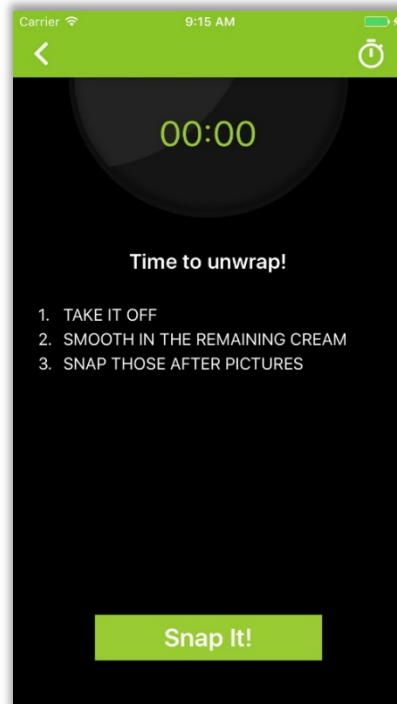 Carrier 9:15 AM
00:00
Time to unwrap!
1. TAKE IT OFF
2. SMOOTH IN THE REMAINING CREAM
3. SNAP THOSE AFTER PICTURES
Snap It!